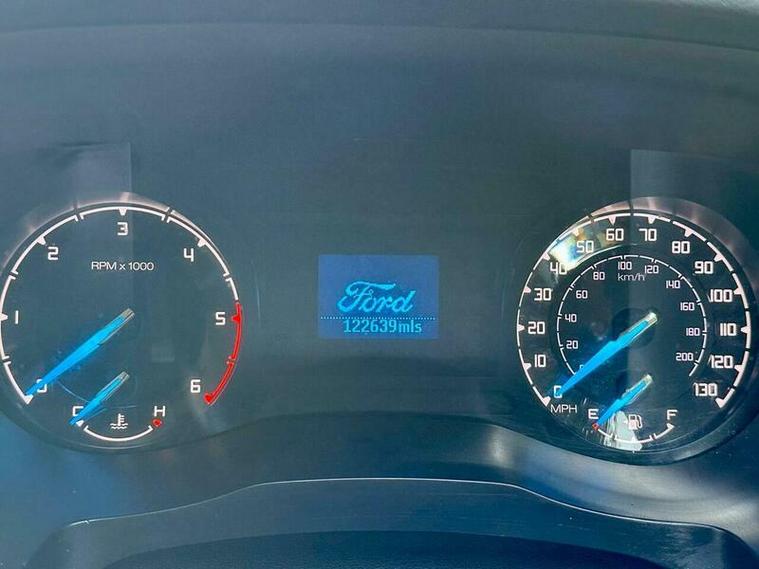 0 1 2 3 4 5 6
RPM x 1000
C H
Ford
122639mls
0 10 20 30 40 50 60 70 80 90 100 110 120 130
MPH
20 40 60 80 100 120 140 160 180 200
km/h
E F